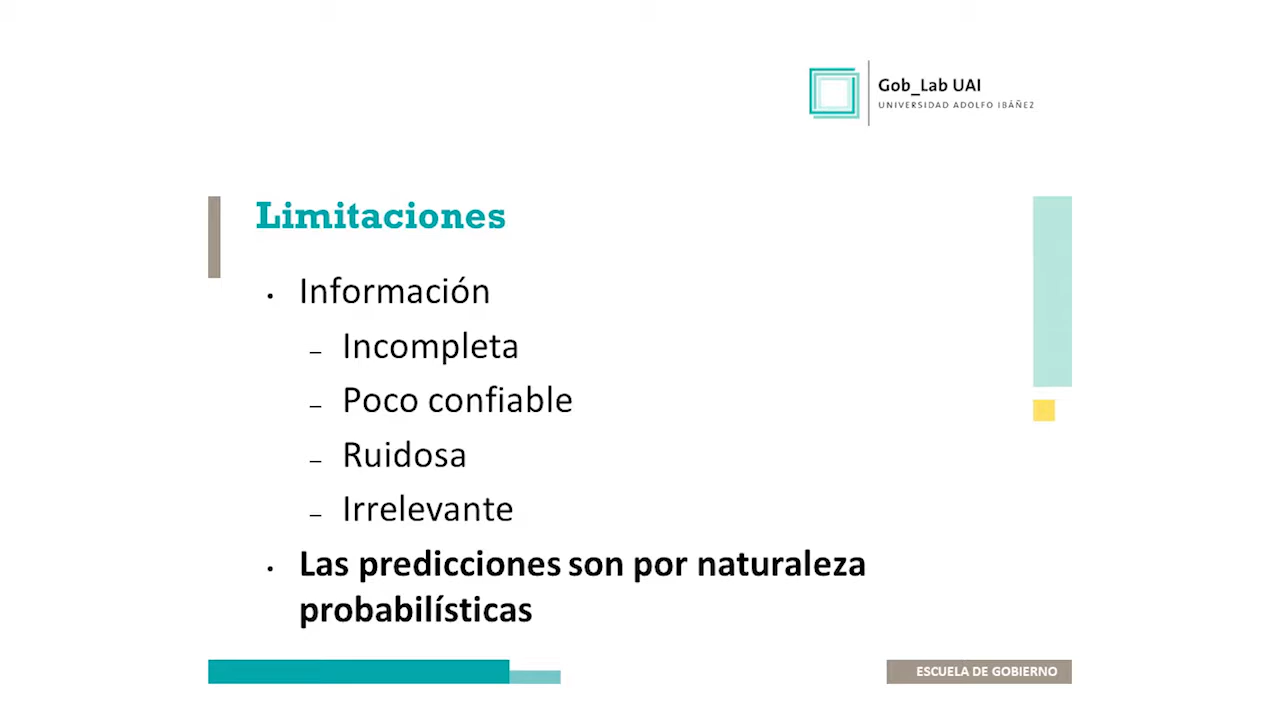 Gob_Lab UAI
UNIVERSIDAD ADOLFO IBÁÑEZ
Limitaciones
• Información
– Incompleta
– Poco confiable
– Ruidosa
– Irrelevante
• Las predicciones son por naturaleza
probabilísticas
ESCUELA DE GOBIERNO